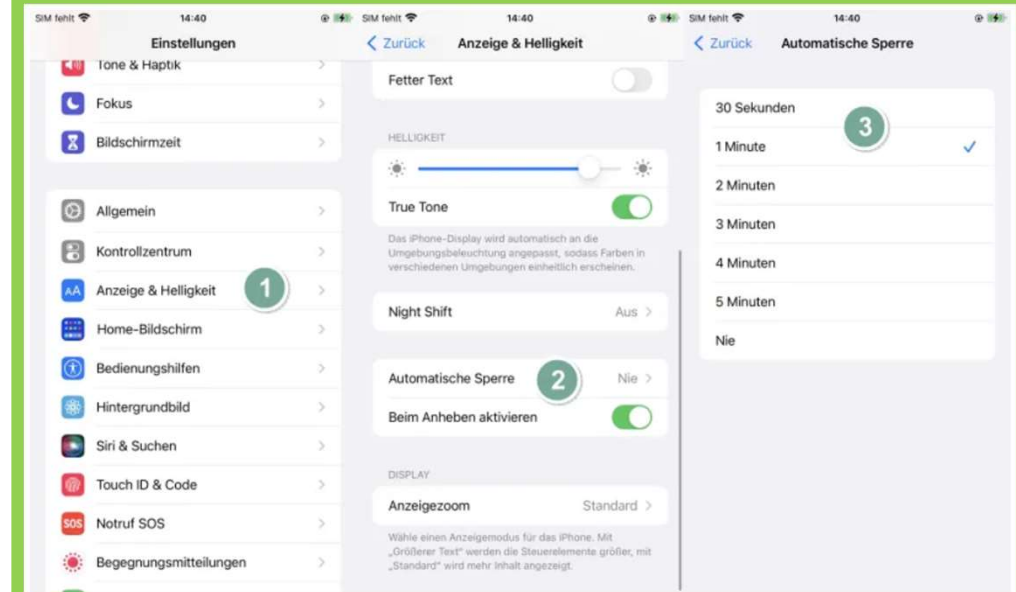 SIM fehlt 14:40
Einstellungen
Töne & Haptik
Fokus
Bildschirmzeit
Allgemein
Kontrollzentrum
AA Anzeige & Helligkeit 1
Home-Bildschirm
Bedienungshilfen
Hintergrundbild
Siri & Suchen
Touch ID & Code
SOS Notruf SOS
Begegnungsmitteilungen
SIM fehlt 14:40
Zurück Anzeige & Helligkeit
Fetter Text
HELLIGKEIT
True Tone
Das iPhone-Display wird automatisch an die
Umgebungsbeleuchtung angepasst, sodass Farben in
verschiedenen Umgebungen einheitlich erscheinen.
Night Shift Aus
Automatische Sperre 2 Nie
Beim Anheben aktivieren
DISPLAY
Anzeigezoom Standard
Wähle einen Anzeigemodus für das iPhone. Mit
„Größerer Text“ werden die Steuerelemente größer, mit
„Standard“ wird mehr Inhalt angezeigt.
SIM fehlt 14:40
Zurück Automatische Sperre
30 Sekunden
3
1 Minute
2 Minuten
3 Minuten
4 Minuten
5 Minuten
Nie